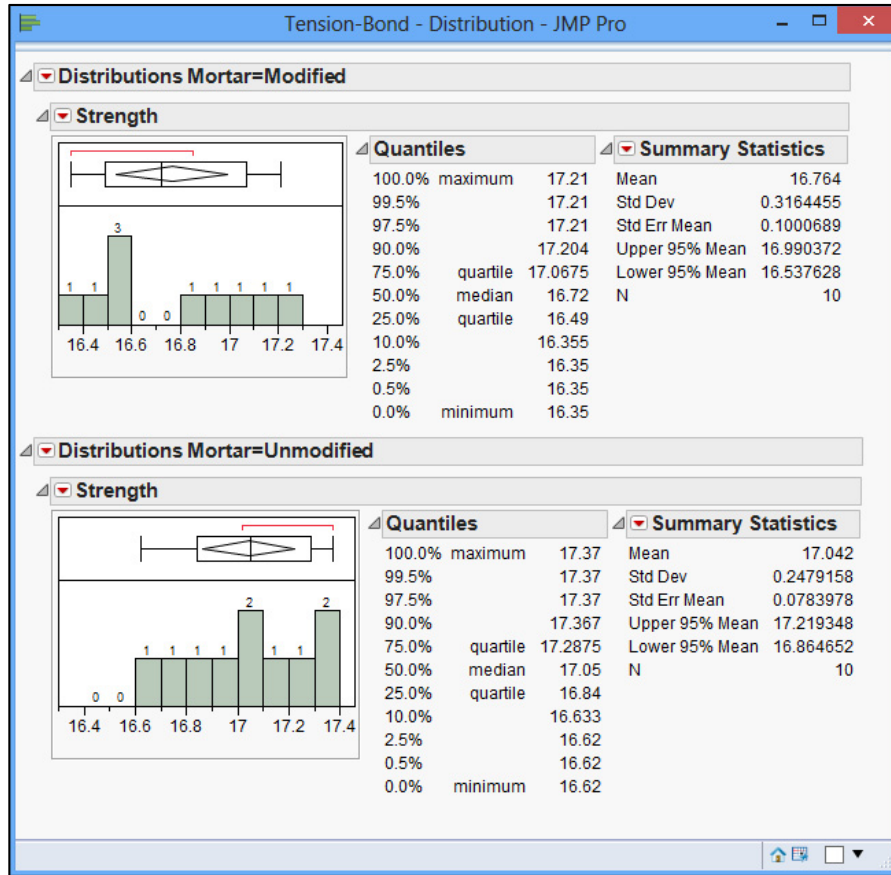 Tension-Bond - Distribution - JMP Pro
Distributions Mortar=Modified
Strength
3
1 1 0 0 1 1 1 1 1
16.4 16.6 16.8 17 17.2 17.4
Quantiles
100.0% maximum 17.21
99.5% 17.21
97.5% 17.21
90.0% 17.204
75.0% quartile 17.0675
50.0% median 16.72
25.0% quartile 16.49
10.0% 16.355
2.5% 16.35
0.5% 16.35
0.0% minimum 16.35
Summary Statistics
Mean 16.764
Std Dev 0.3164455
Std Err Mean 0.1000689
Upper 95% Mean 16.990372
Lower 95% Mean 16.537628
N 10
Distributions Mortar=Unmodified
Strength
2 2
0 0 1 1 1 1 1 1
16.4 16.6 16.8 17 17.2 17.4
Quantiles
100.0% maximum 17.37
99.5% 17.37
97.5% 17.37
90.0% 17.367
75.0% quartile 17.2875
50.0% median 17.05
25.0% quartile 16.84
10.0% 16.633
2.5% 16.62
0.5% 16.62
0.0% minimum 16.62
Summary Statistics
Mean 17.042
Std Dev 0.2479158
Std Err Mean 0.0783978
Upper 95% Mean 17.219348
Lower 95% Mean 16.864652
N 10